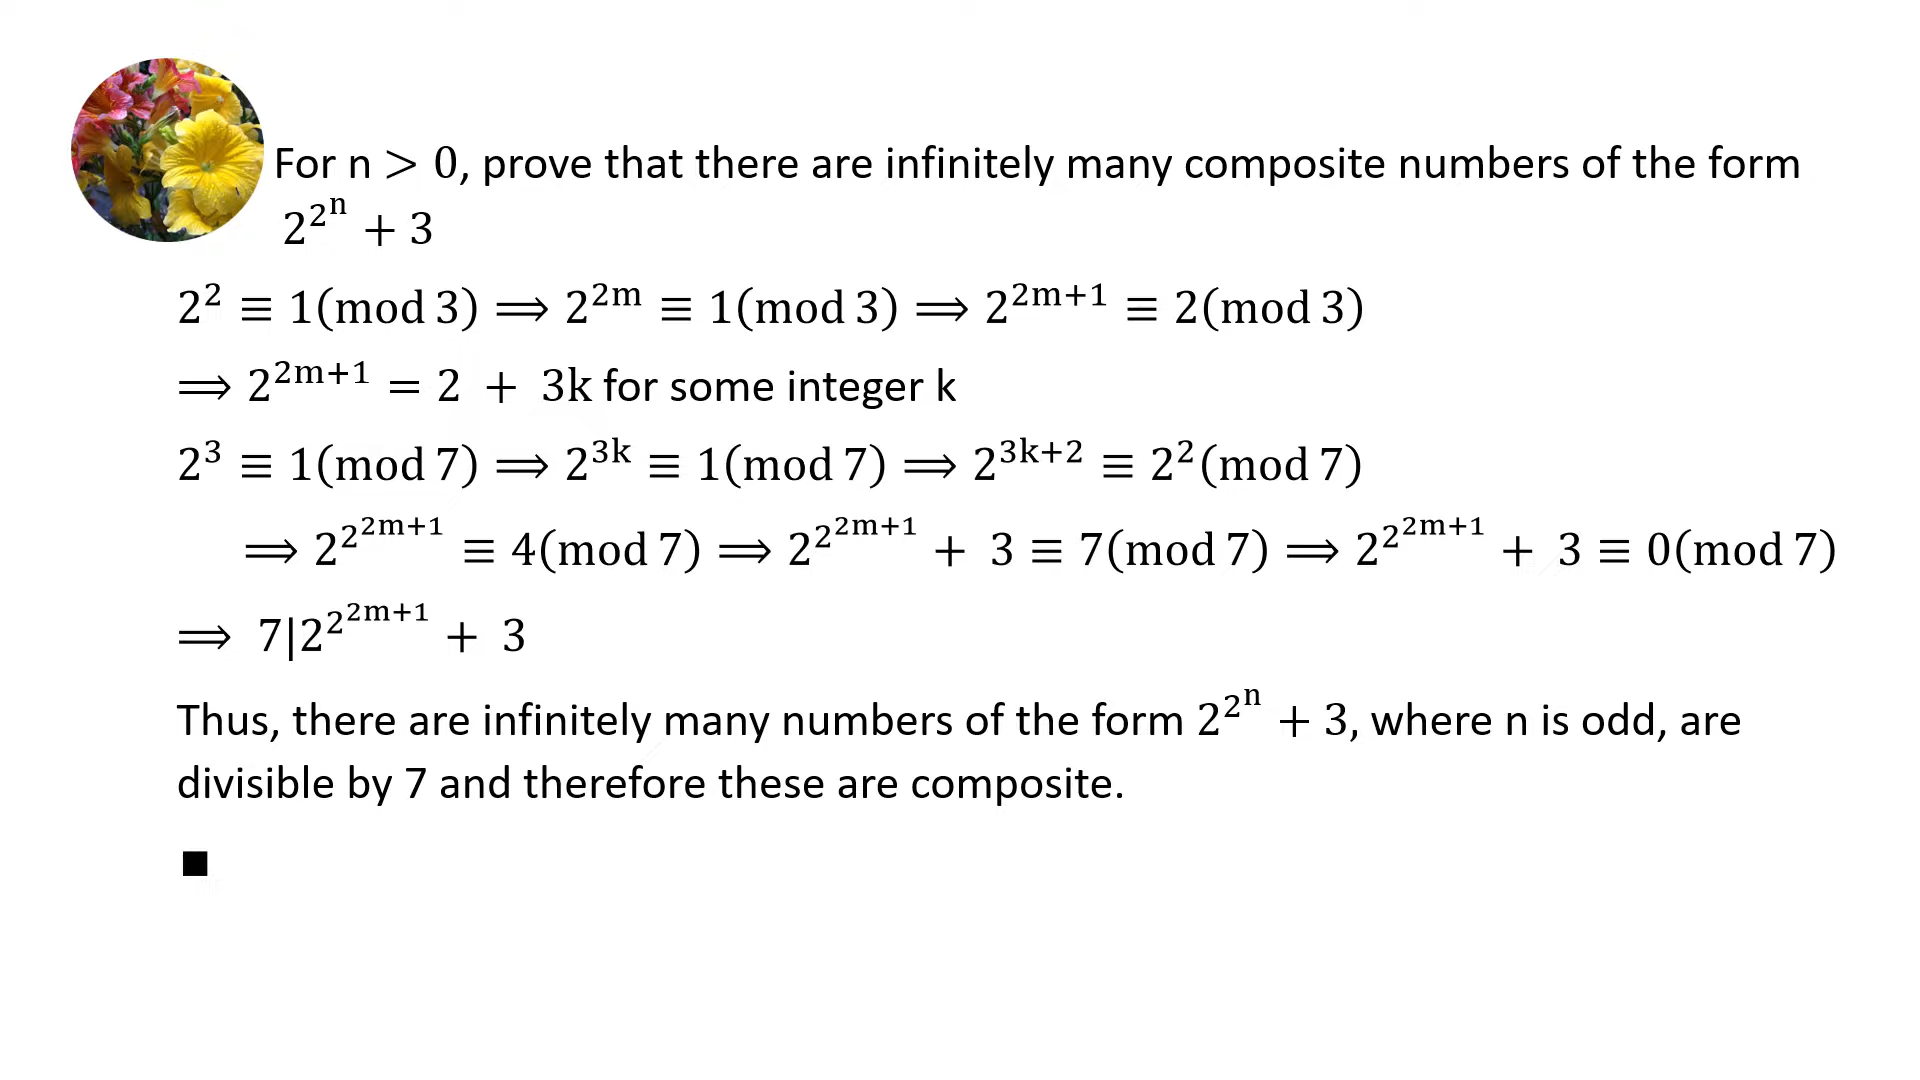 For n > 0, prove that there are infinitely many composite numbers of the form
2^{2^n} + 3
2^2 ≡ 1(mod 3) ⟹ 2^{2m} ≡ 1(mod 3) ⟹ 2^{2m+1} ≡ 2(mod 3)
⟹ 2^{2m+1} = 2 + 3k for some integer k
2^3 ≡ 1(mod 7) ⟹ 2^{3k} ≡ 1(mod 7) ⟹ 2^{3k+2} ≡ 2^2(mod 7)
⟹ 2^{2^{2m+1}} ≡ 4(mod 7) ⟹ 2^{2^{2m+1}} + 3 ≡ 7(mod 7) ⟹ 2^{2^{2m+1}} + 3 ≡ 0(mod 7)
⟹ 7|2^{2^{2m+1}} + 3
Thus, there are infinitely many numbers of the form 2^{2^n} + 3, where n is odd, are
divisible by 7 and therefore these are composite.
■